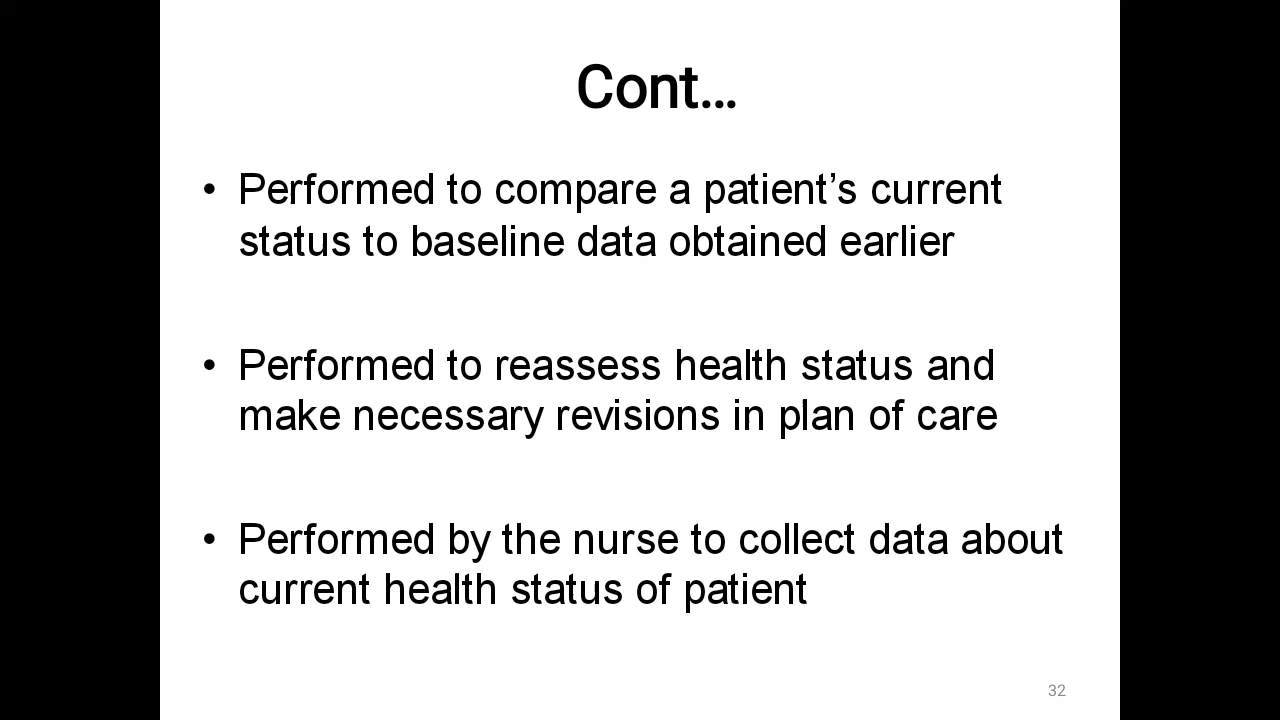 Cont...
• Performed to compare a patient’s current
status to baseline data obtained earlier
• Performed to reassess health status and
make necessary revisions in plan of care
• Performed by the nurse to collect data about
current health status of patient
32